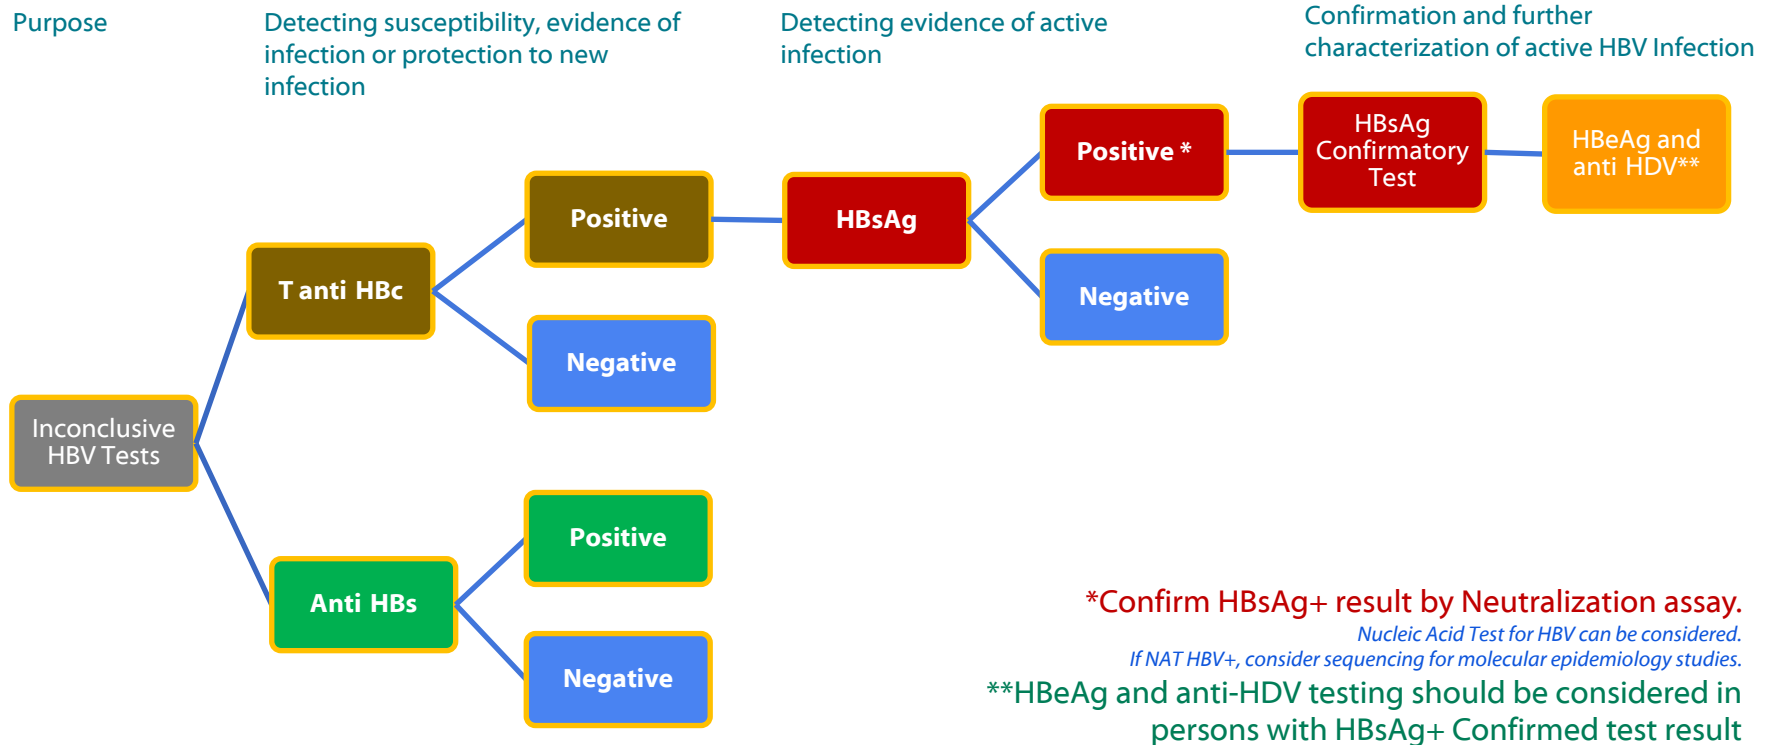 Purpose
Detecting susceptibility, evidence of
infection or protection to new
infection
Detecting evidence of active
infection
Confirmation and further
characterization of active HBV Infection
Inconclusive
HBV Tests
T anti HBc
Positive
Negative
Anti HBs
Positive
Negative
HBsAg
Positive *
Negative
HBsAg
Confirmatory
Test
HBeAg and
anti HDV**
*Confirm HBsAg+ result by Neutralization assay.
Nucleic Acid Test for HBV can be considered.
If NAT HBV+, consider sequencing for molecular epidemiology studies.
**HBeAg and anti-HDV testing should be considered in
persons with HBsAg+ Confirmed test result